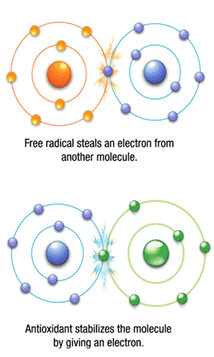 Free radical steals an electron from
another molecule.
Antioxidant stabilizes the molecule
by giving an electron.